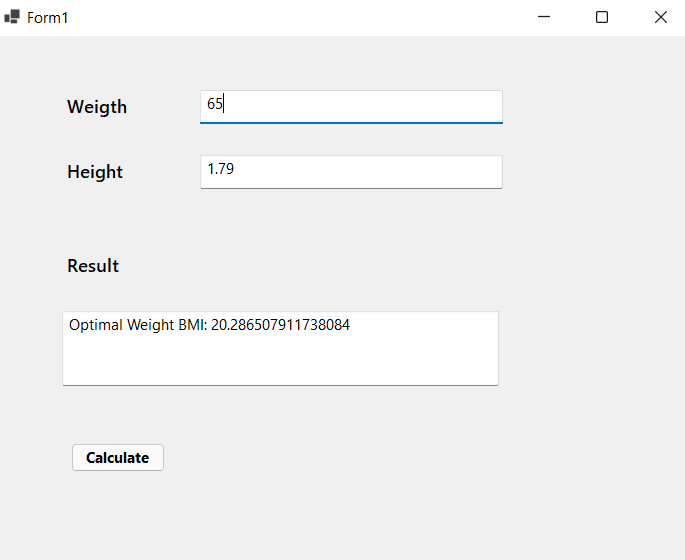 Form1
Weigth 65
Height 1.79
Result
Optimal Weight BMI: 20.286507911738084
Calculate